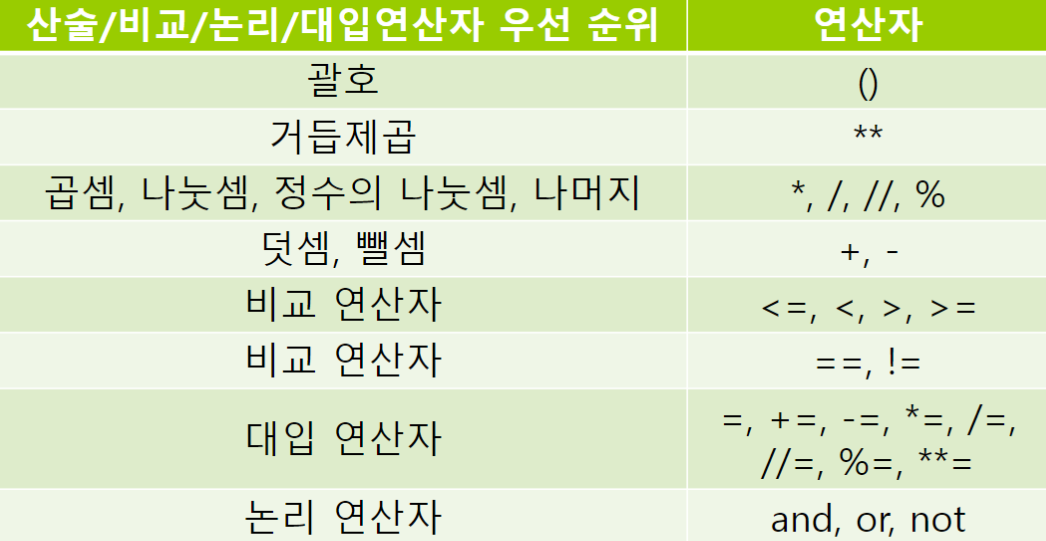 산술/비교/논리/대입연산자 우선 순위 연산자
괄호 ()
거듭제곱 **
곱셈, 나눗셈, 정수의 나눗셈, 나머지 *, /, //, %
덧셈, 뺄셈 +, -
비교 연산자 <=, <, >, >=
비교 연산자 ==, !=
대입 연산자 =, +=, -=, *=, /=,
//=, %=, **=
논리 연산자 and, or, not